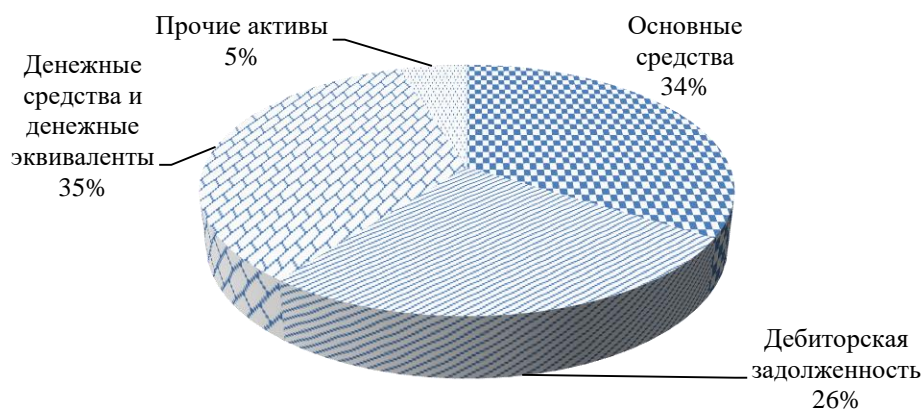 Прочие активы
5%
Основные
средства
34%
Денежные
средства и
денежные
эквиваленты
35%
Дебиторская
задолженность
26%